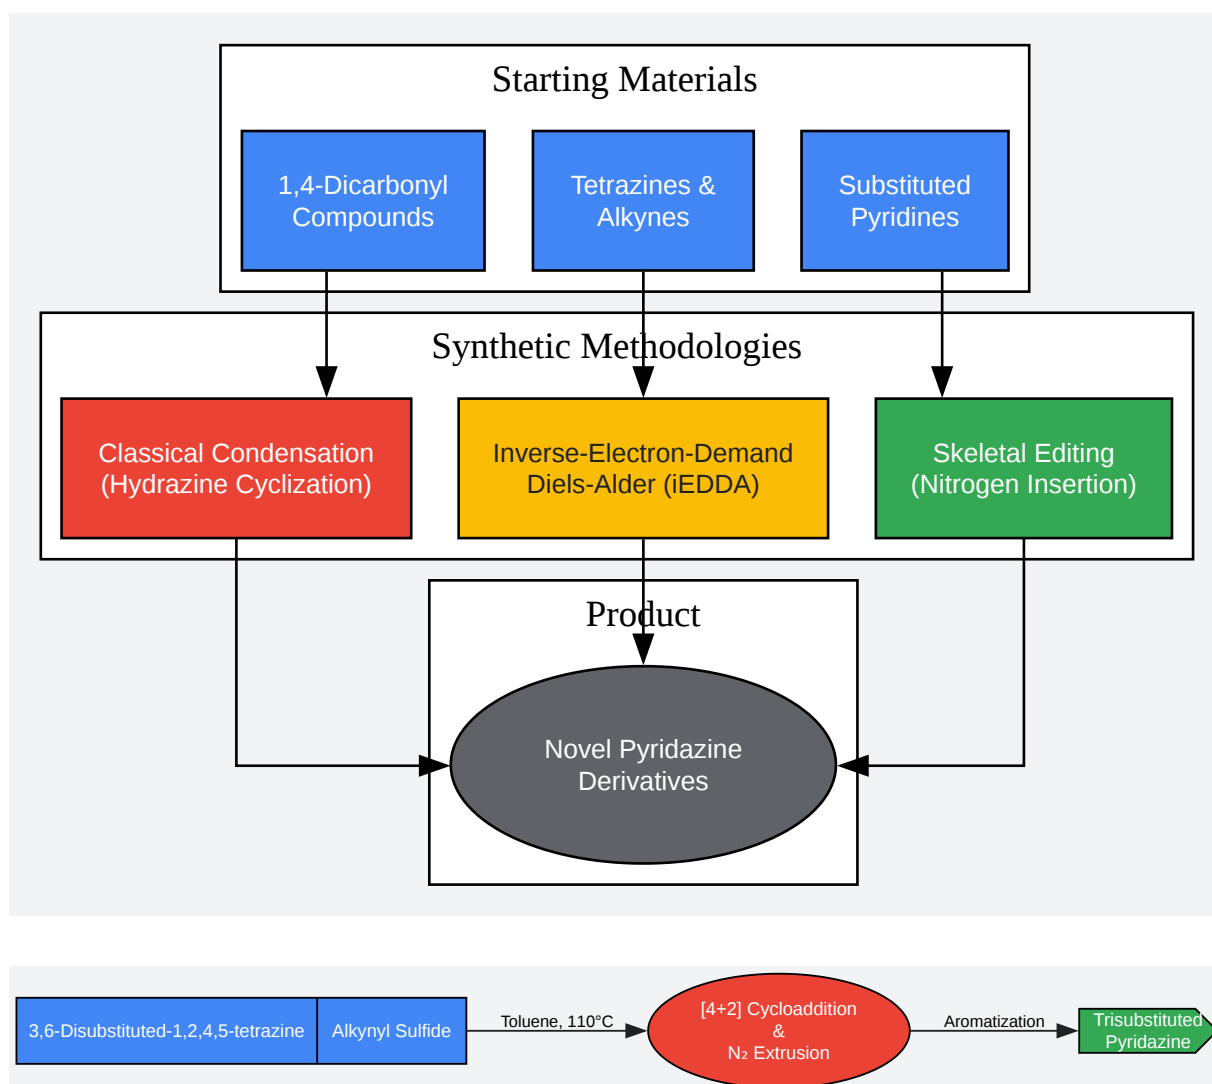 Starting Materials
1,4-Dicarbonyl
Compounds
Tetrazines &
Alkynes
Substituted
Pyridines
Synthetic Methodologies
Classical Condensation
(Hydrazine Cyclization)
Inverse-Electron-Demand
Diels-Alder (iEDDA)
Skeletal Editing
(Nitrogen Insertion)
Product
Novel Pyridazine
Derivatives
3,6-Disubstituted-1,2,4,5-tetrazine
Alkynyl Sulfide
Toluene, 110°C
[4+2] Cycloaddition
&
N₂ Extrusion
Aromatization
Trisubstituted
Pyridazine